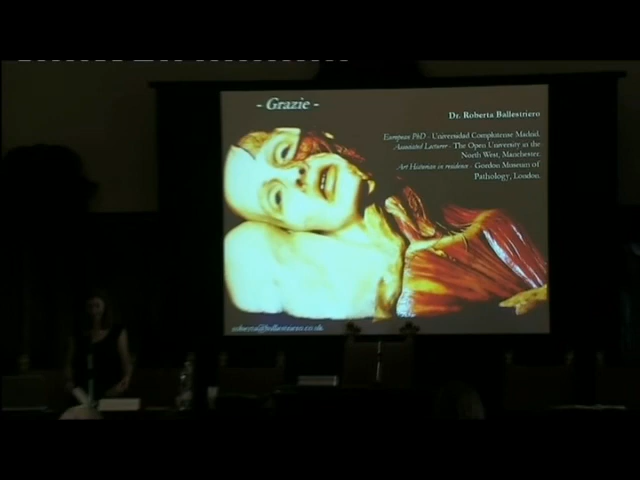 - Grazie -
Dr. Roberta Ballestriero
European PhD - Universidad Complutense Madrid.
Associated Lecturer - The Open University in the
North West, Manchester.
Art Historian in residence - Gordon Museum of
Pathology, London.
roberta@ballestriero.co.uk